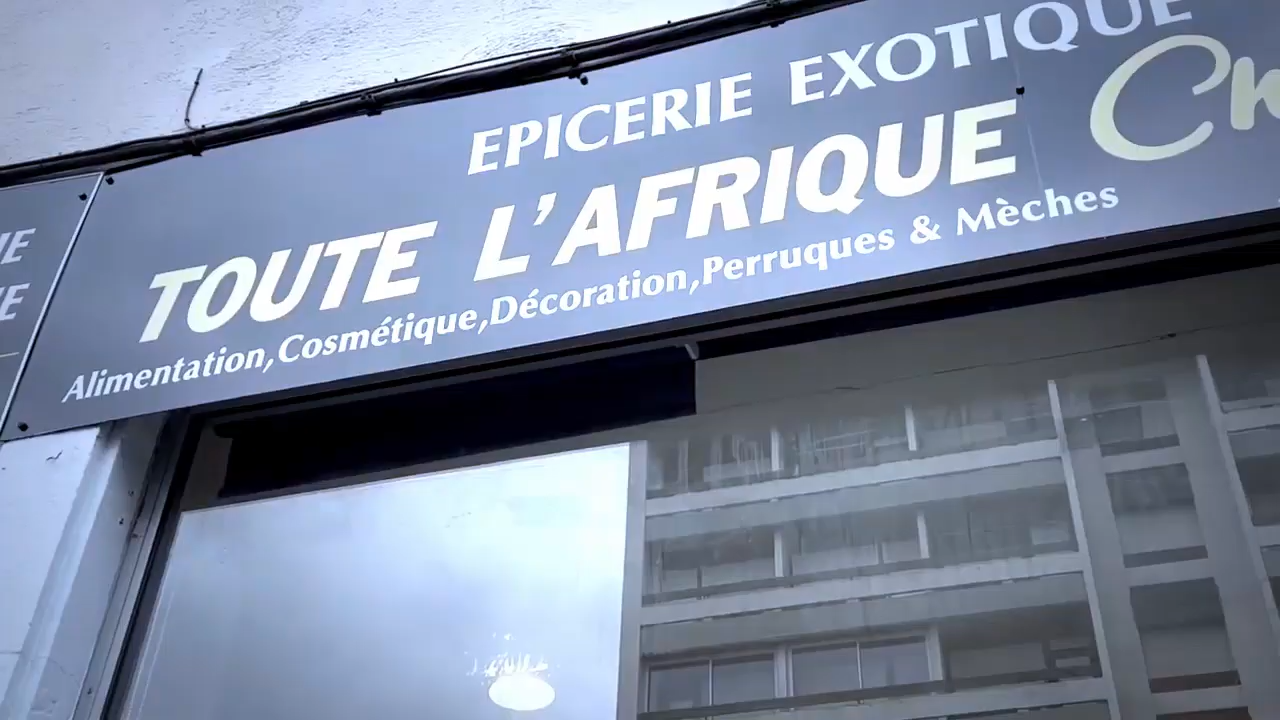 EPICERIE EXOTIQUE
TOUTE L'AFRIQUE
Alimentation,Cosmétique,Décoration,Perruques & Mèches